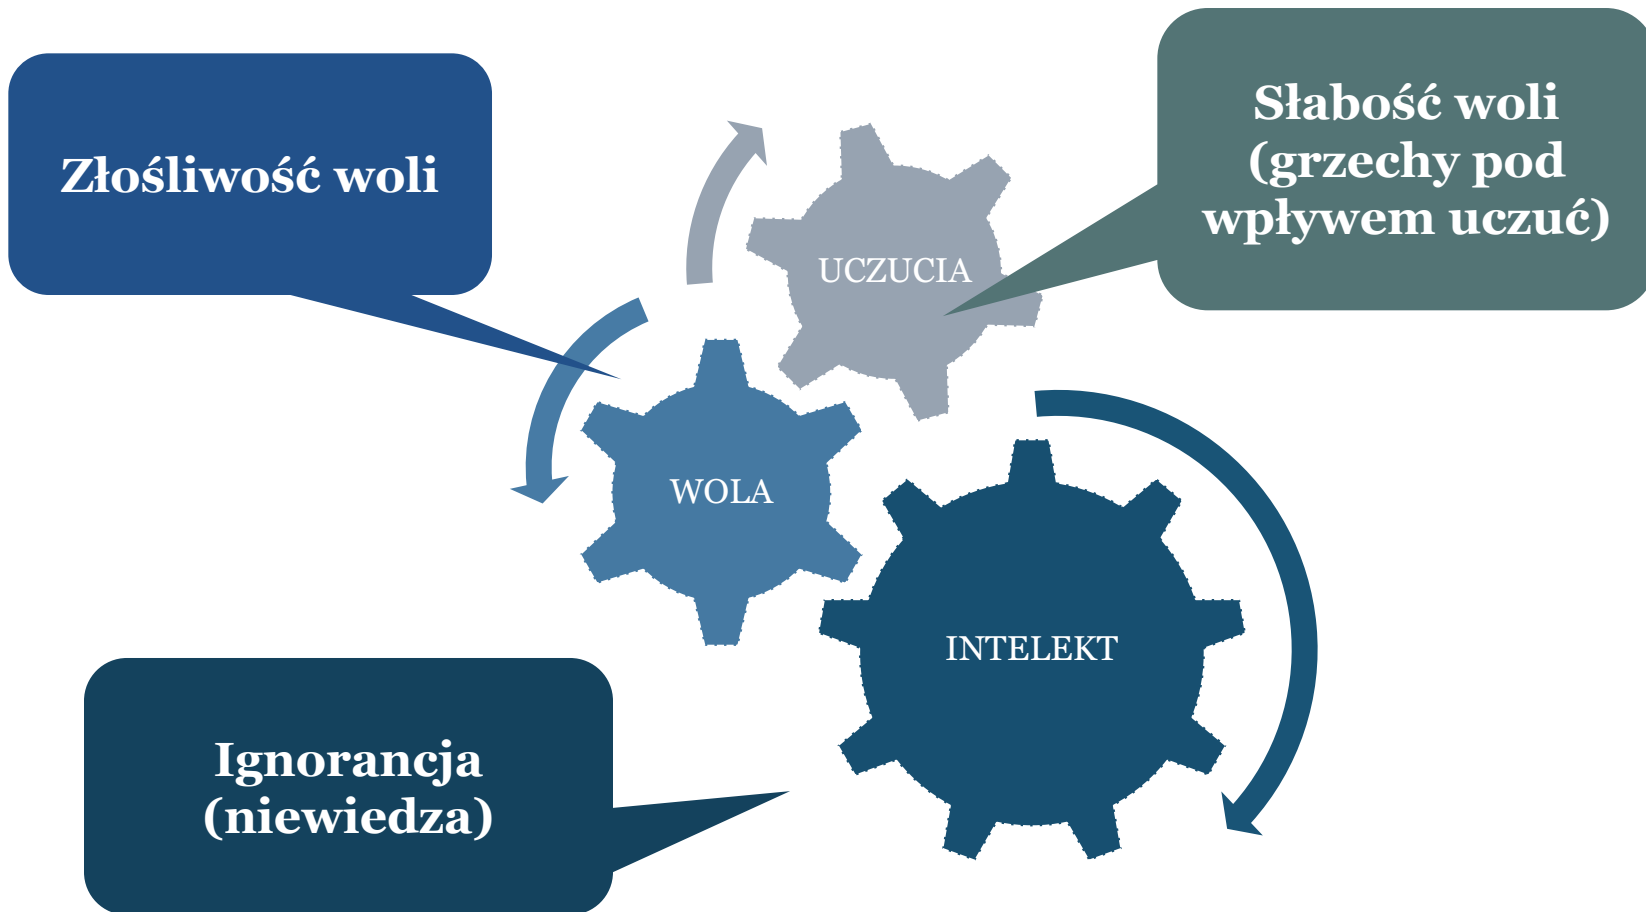 Złośliwość woli
Słabość woli
(grzechy pod
wpływem uczuć)
UCZUCIA
WOLA
INTELEKT
Ignorancja
(niewiedza)